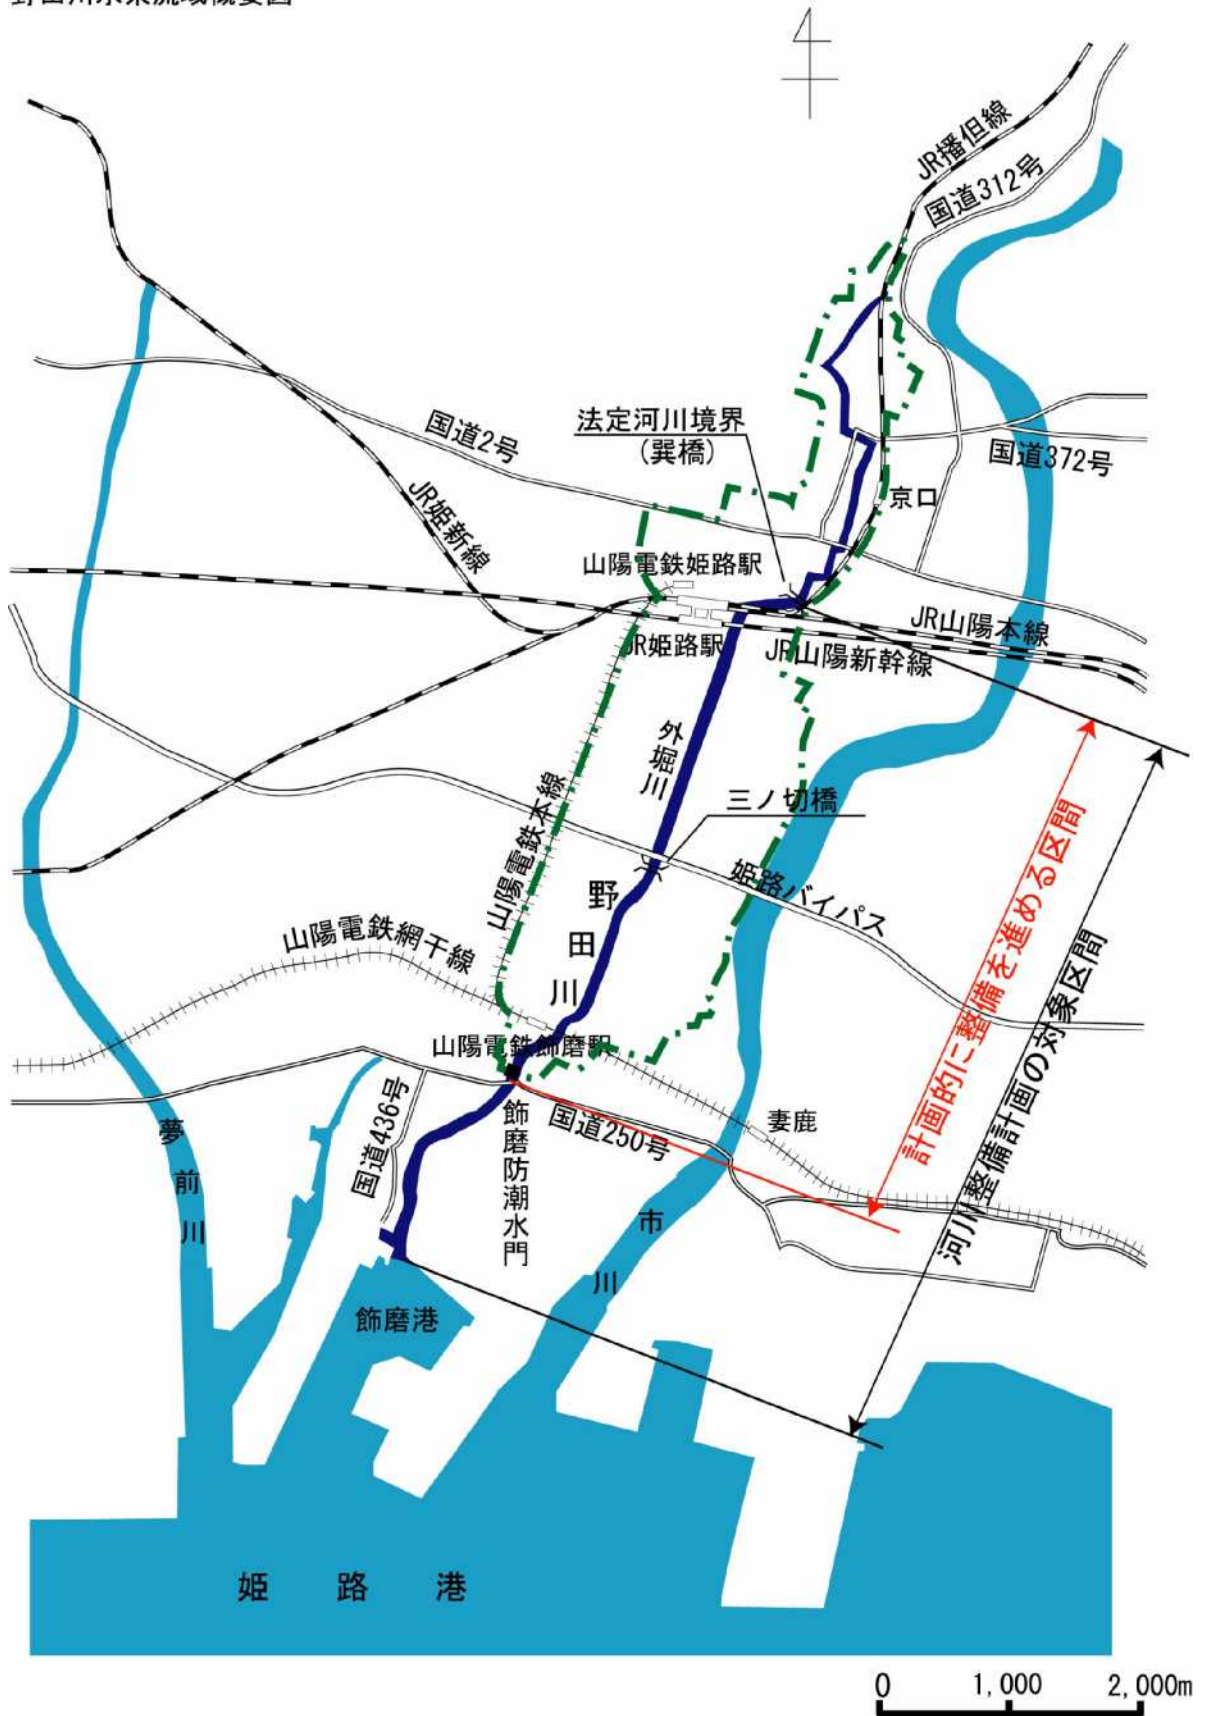 JR播但線
国道312号
法定河川境界
(巽橋)
国道2号
国道372号
JR姫新線
京口
山陽電鉄姫路駅
JR山陽本線
JR姫路駅
JR山陽新幹線
外堀川
三ノ切橋
山陽電鉄本線
姫路バイパス
計画的に整備を進める区間
野田川
山陽電鉄網干線
河川整備計画の対象区間
山陽電鉄飾磨駅
国道436号
飾磨防潮水門
国道250号
妻鹿
夢前川
市川
飾磨港
姫路港
0 1,000 2,000m